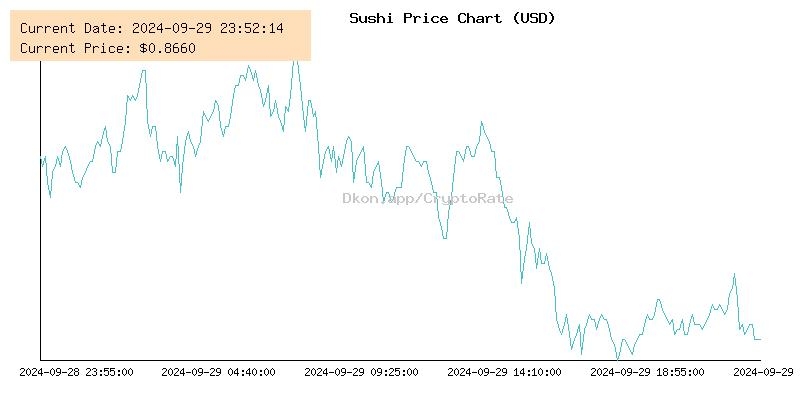 Sushi Price Chart (USD)
Current Date: 2024-09-29 23:52:14
Current Price: $0.8660
Dkon.app/CryptoRate
2024-09-28 23:55:00 2024-09-29 04:40:00 2024-09-29 09:25:00 2024-09-29 14:10:00 2024-09-29 18:55:00 2024-09-29